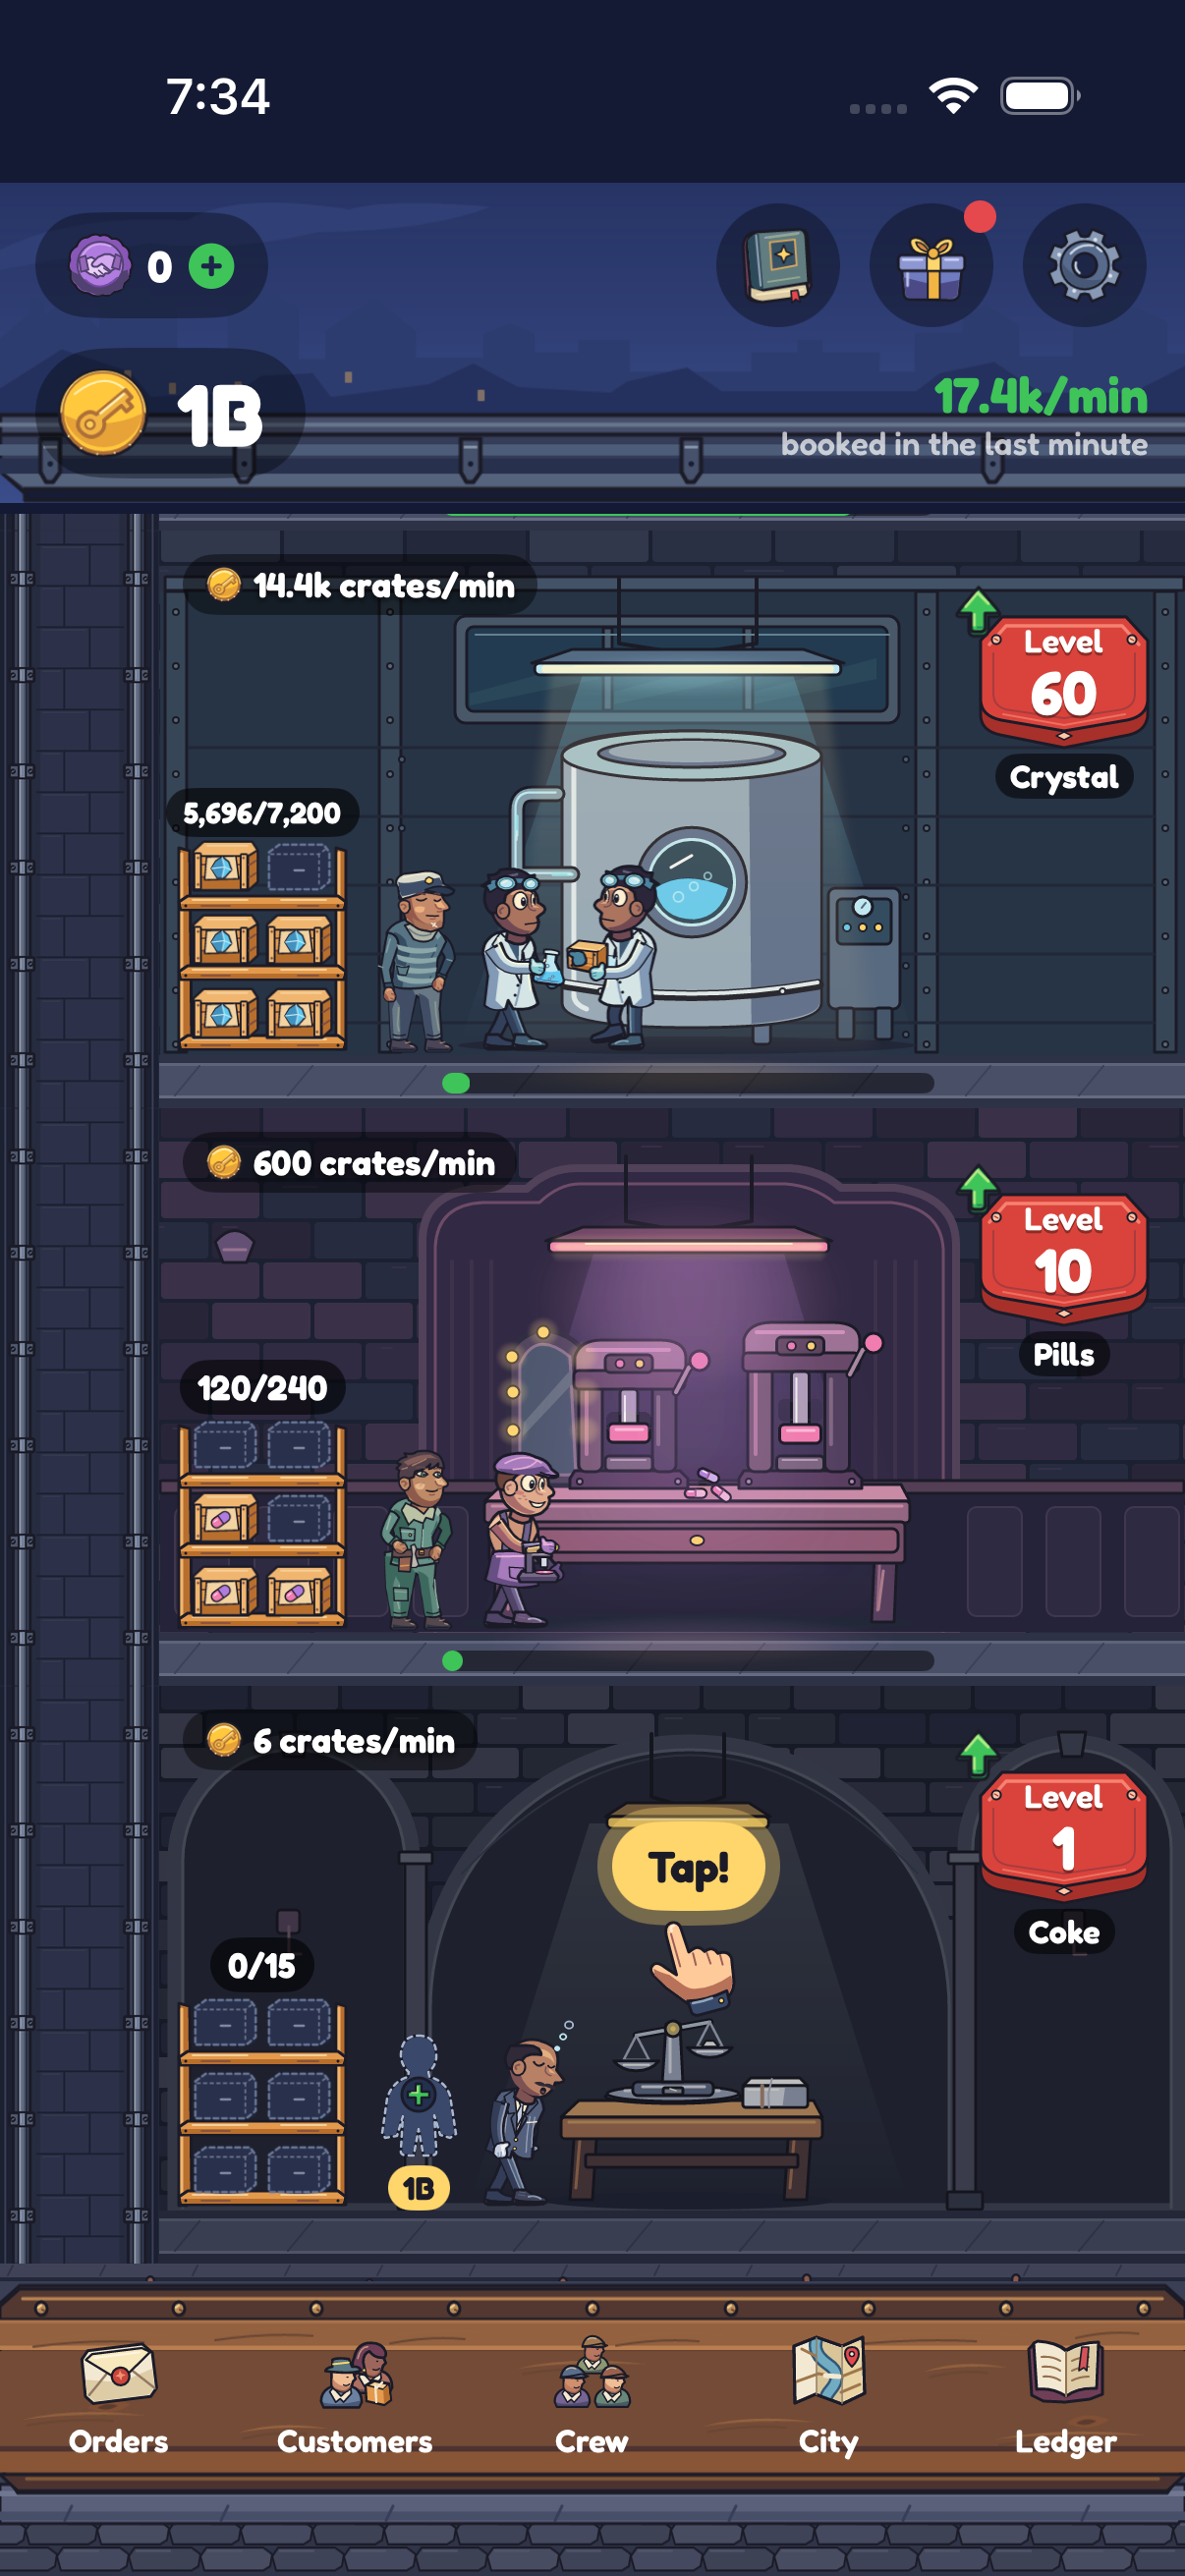 7:34
0
1B
17.4k/min
booked in the last minute
14.4k crates/min
Level
60
Crystal
5,696/7,200
600 crates/min
Level
10
Pills
120/240
6 crates/min
Level
1
Coke
Tap!
0/15
1B
Orders
Customers
Crew
City
Ledger